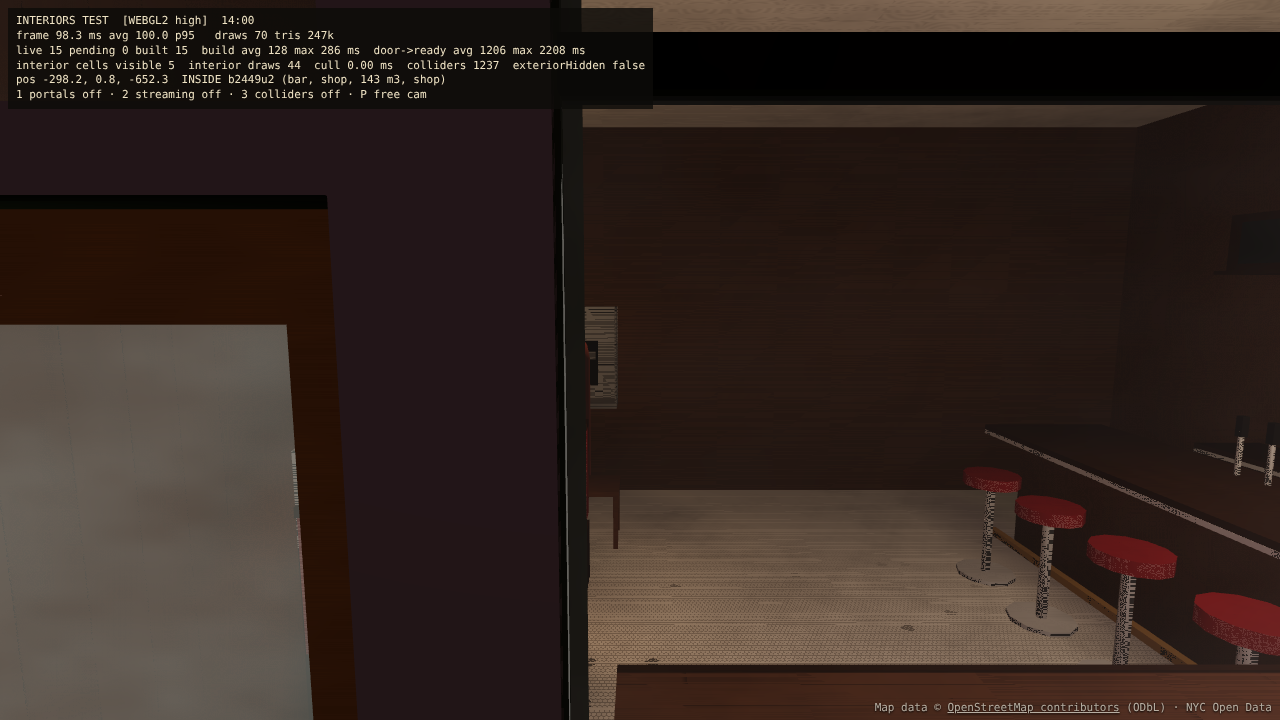 INTERIORS TEST  [WEBGL2 high]  14:00
frame 98.3 ms avg 100.0 p95   draws 70 tris 247k
live 15 pending 0 built 15  build avg 128 max 286 ms  door->ready avg 1206 max 2208 ms
interior cells visible 5  interior draws 44  cull 0.00 ms  colliders 1237  exteriorHidden false
pos -298.2, 0.8, -652.3  INSIDE b2449u2 (bar, shop, 143 m3, shop)
1 portals off · 2 streaming off · 3 colliders off · P free cam
Map data © OpenStreetMap contributors (ODbL) · NYC Open Data